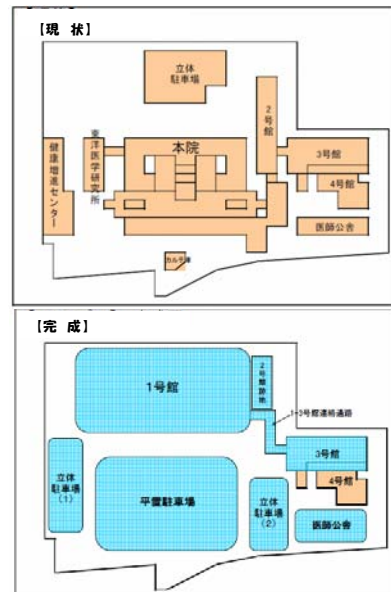 【現 状】
立体
駐車場
2号館
健康増進センター
東洋医学研究所
本院
3号館
4号館
医師公舎
カルテ庫
【完 成】
1号館
2号館跡地
1-3号館連絡通路
3号館
4号館
立体
駐車場
(1)
平置駐車場
立体
駐車場
(2)
医師公舎